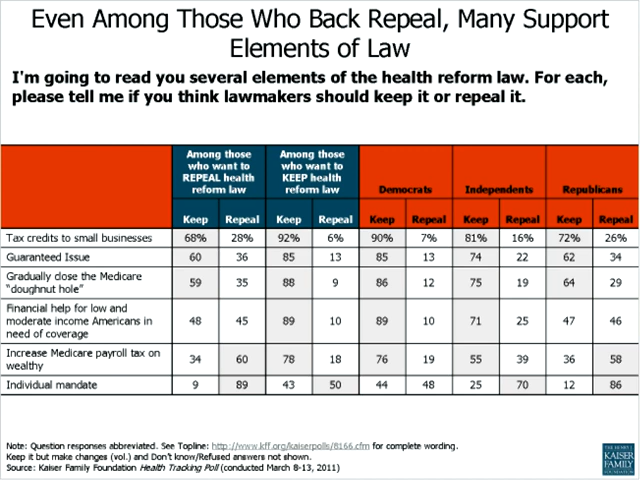 Even Among Those Who Back Repeal, Many Support
Elements of Law
I'm going to read you several elements of the health reform law. For each,
please tell me if you think lawmakers should keep it or repeal it.
Among those who want to REPEAL health reform law Among those who want to KEEP health reform law Democrats Independents Republicans
Keep Repeal Keep Repeal Keep Repeal Keep Repeal Keep Repeal
Tax credits to small businesses 68% 28% 92% 6% 90% 7% 81% 16% 72% 26%
Guaranteed Issue 60 36 85 13 85 13 74 22 62 34
Gradually close the Medicare "doughnut hole" 59 35 88 9 86 12 75 19 64 29
Financial help for low and moderate income Americans in need of coverage 48 45 89 10 89 10 71 25 47 46
Increase Medicare payroll tax on wealthy 34 60 78 18 76 19 55 39 36 58
Individual mandate 9 89 43 50 44 48 25 70 12 86
Note: Question responses abbreviated. See Topline: http://www.kff.org/kaiserpolls/8166.cfm for complete wording.
Keep it but make changes (vol.) and Don't know/Refused answers not shown.
Source: Kaiser Family Foundation Health Tracking Poll (conducted March 8-13, 2011)
THE HENRY J.
KAISER
FAMILY
FOUNDATION